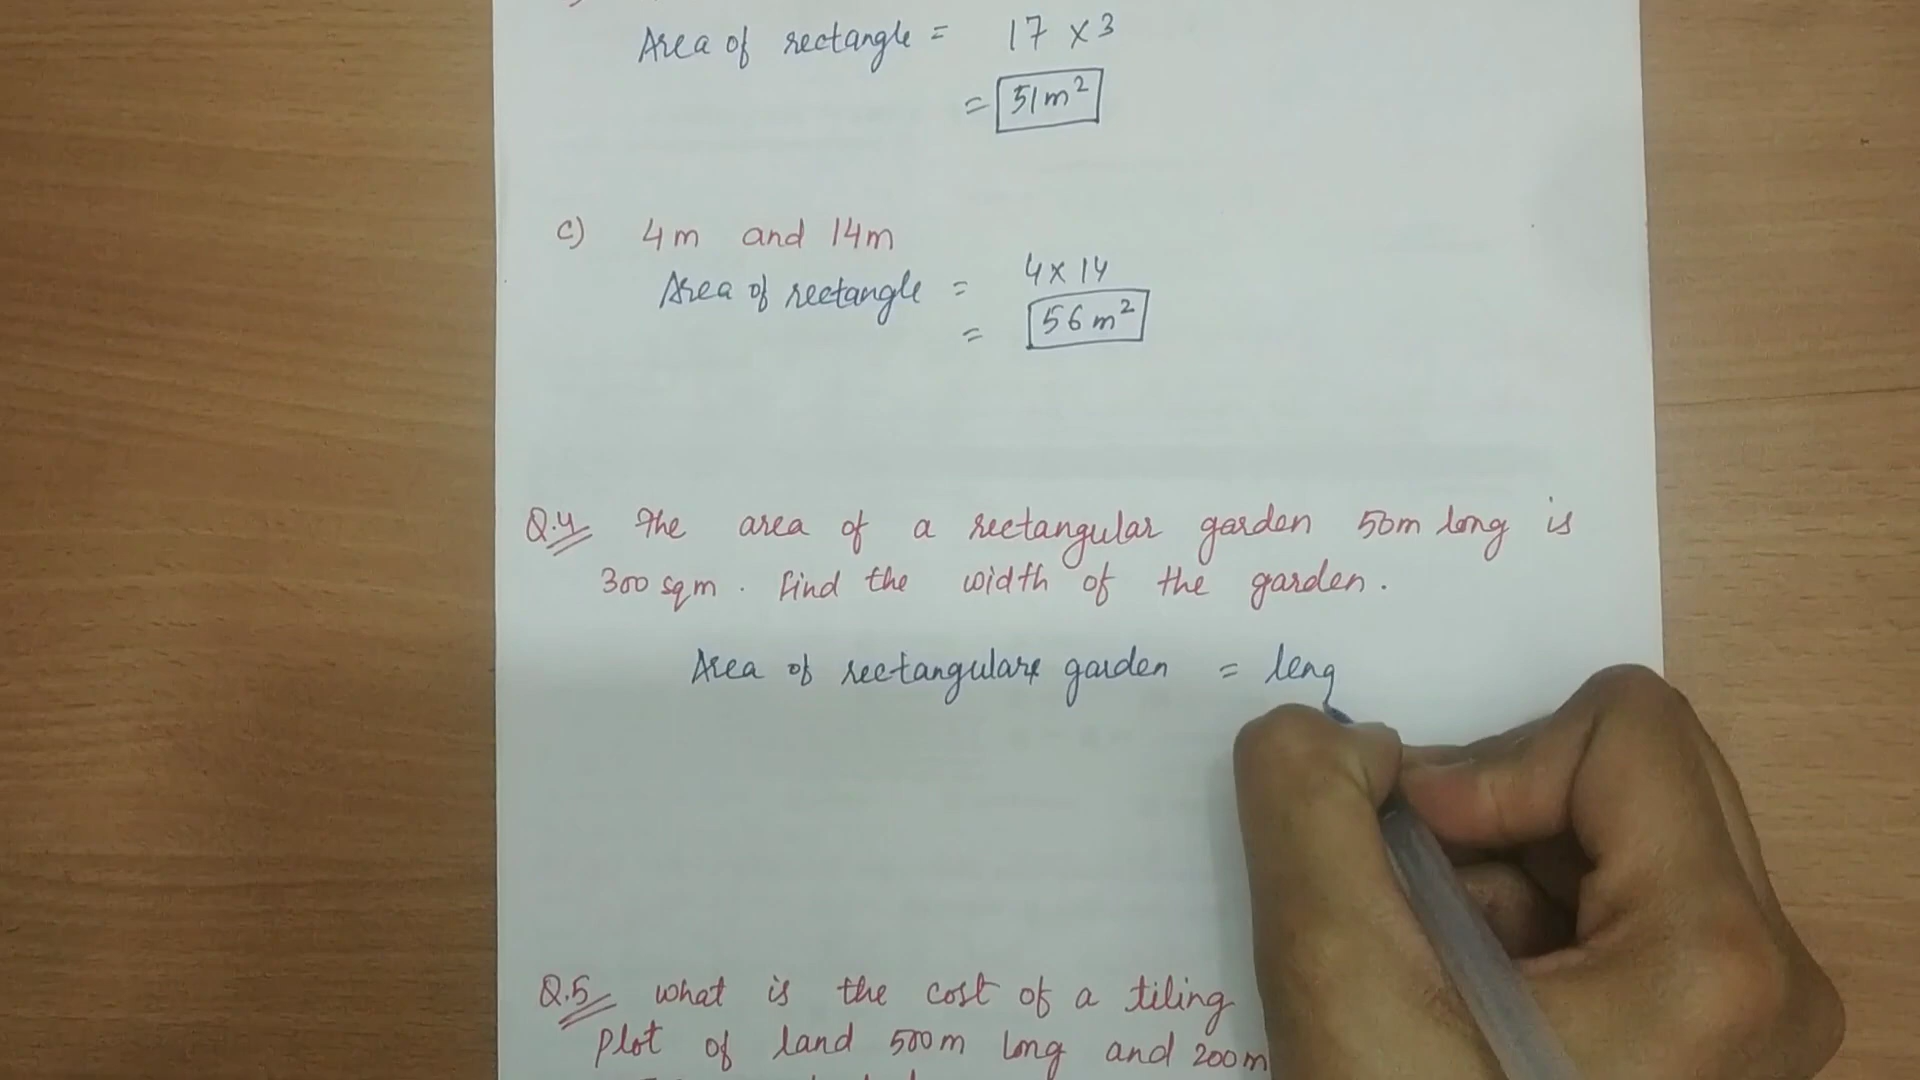 Area of rectangle = 17 x 3
= 51m²
c) 4m and 14m
Area of rectangle = 4 x 14
= 56 m²
Q.4 The area of a rectangular garden 50m long is
300 sqm. Find the width of the garden.
Area of rectangular garden = leng
Q.5 What is the cost of a tiling
Plot of land 500m long and 200m